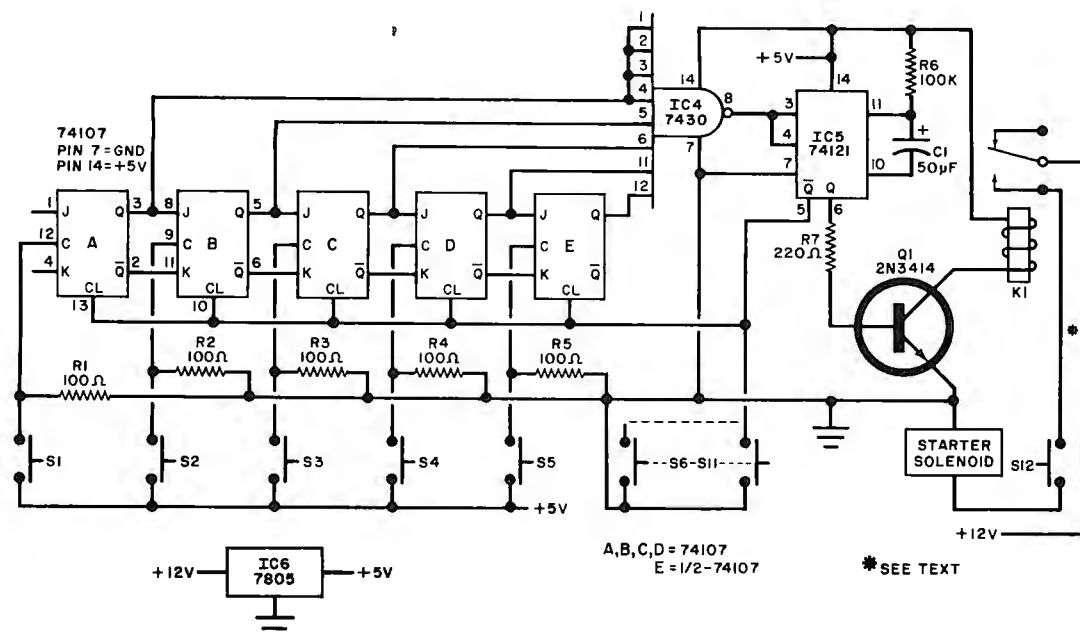 1
2
3
4
5
6
11
12
14
IC4
7430
8
7
+5V
14
3
4
7
IC5
74121
11
10
Q̅ Q
5 6
R6
100K
+
C1
50µF
R7
220Ω
Q1
2N3414
K1
*
74107
PIN 7=GND
PIN 14=+5V
1 J Q 3
12 C A
4 K Q̅ 2
CL
13
8 J Q 5
9 C B
11 K Q̅ 6
CL
10
J Q
C C
K Q̅
CL
J Q
C D
K Q̅
CL
J Q
C E
K Q̅
CL
R1
100Ω
R2
100Ω
R3
100Ω
R4
100Ω
R5
100Ω
S1
S2
S3
S4
S5
S6-S11
STARTER
SOLENOID
S12
+5V
+12V
A,B,C,D=74107
E=1/2-74107
*SEE TEXT
+12V
IC6
7805
+5V